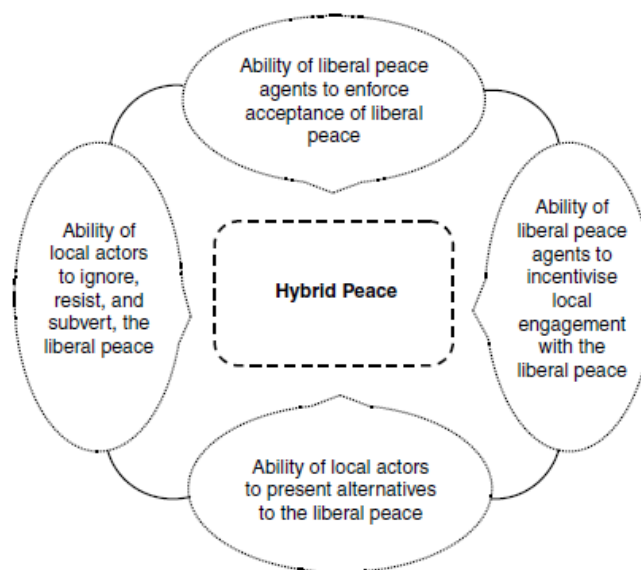 Ability of liberal peace
agents to enforce
acceptance of liberal
peace
Ability of
local actors
to ignore,
resist, and
subvert, the
liberal peace
Hybrid Peace
Ability of
liberal peace
agents to
incentivise
local
engagement
with the
liberal peace
Ability of local actors
to present alternatives
to the liberal peace